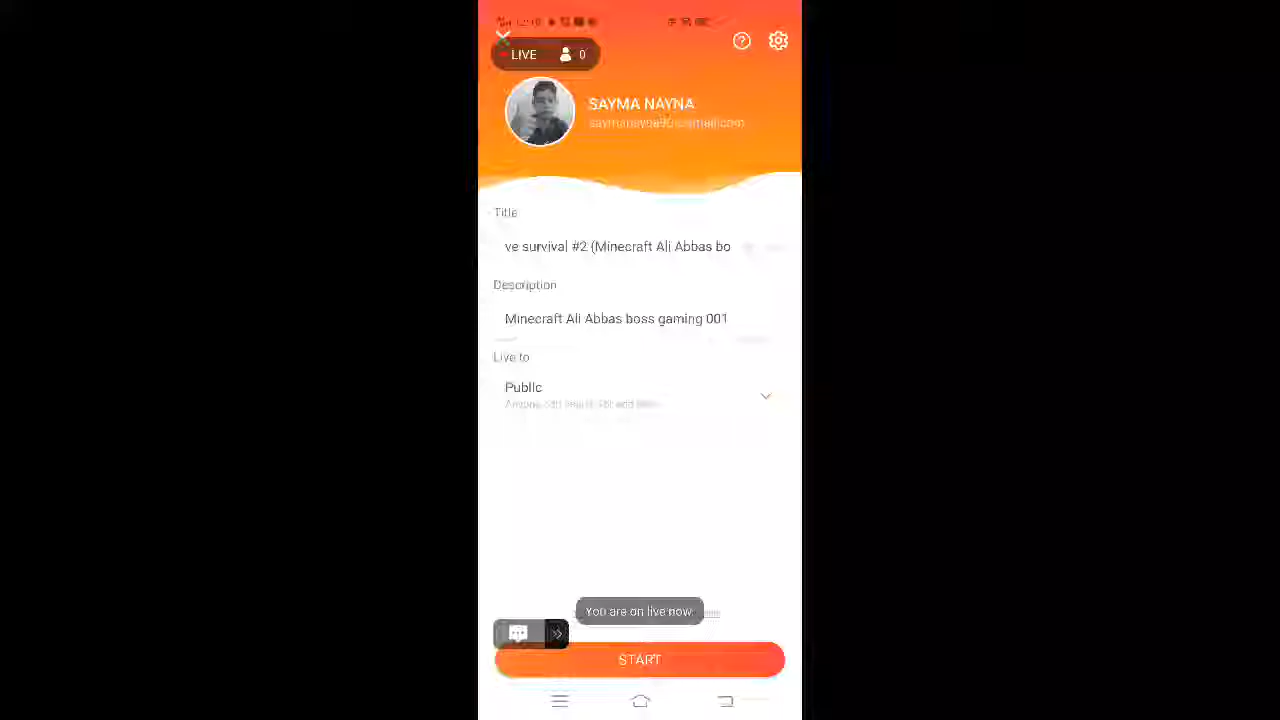 LIVE 0
SAYMA NAYNA
Title
ve survival #2 (Minecraft Ali Abbas bo
Description
Minecraft Ali Abbas boss gaming 001
Live to
Public
You are on live now
START